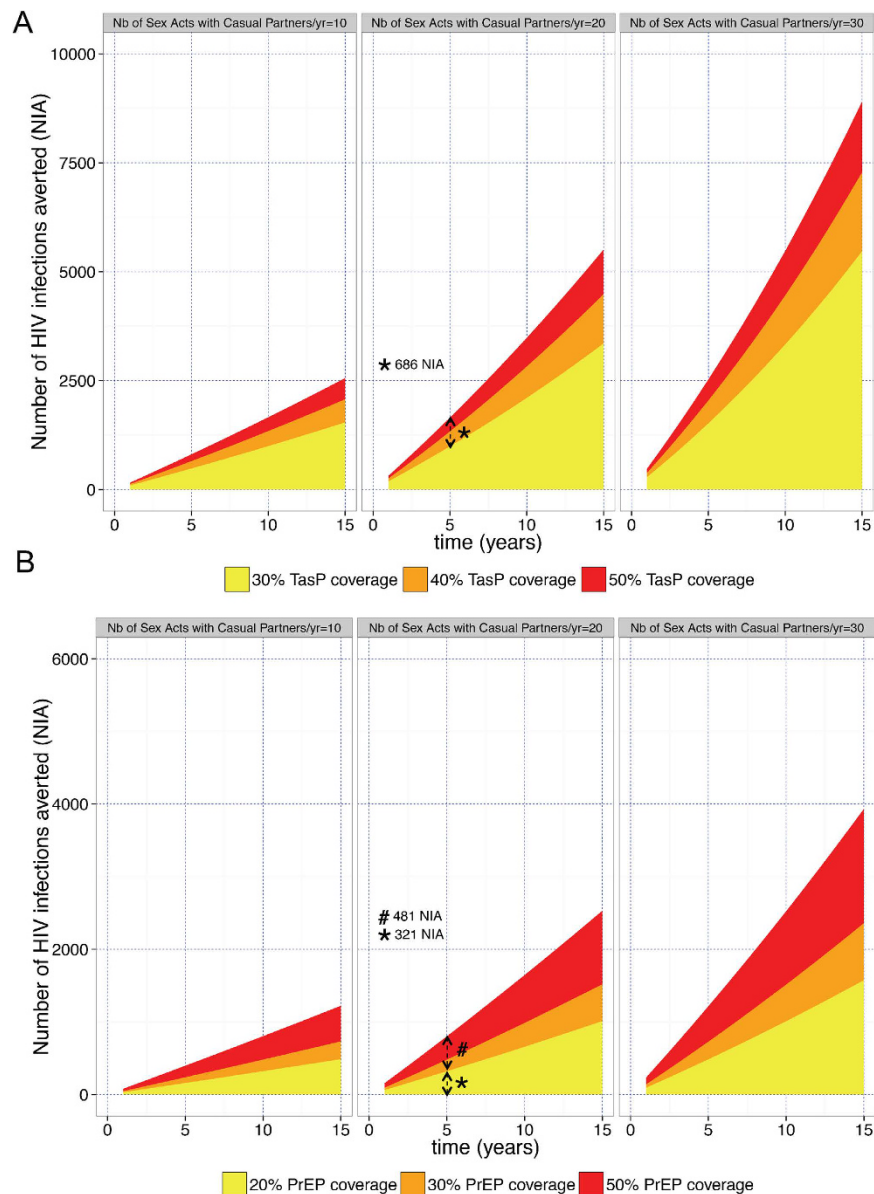 A
Nb of Sex Acts with Casual Partners/yr=10
Nb of Sex Acts with Casual Partners/yr=20
Nb of Sex Acts with Casual Partners/yr=30
Number of HIV infections averted (NIA)
10000
7500
5000
2500
0
* 686 NIA
*
0 5 10 15
0 5 10 15
0 5 10 15
time (years)
30% TasP coverage 40% TasP coverage 50% TasP coverage
B
Nb of Sex Acts with Casual Partners/yr=10
Nb of Sex Acts with Casual Partners/yr=20
Nb of Sex Acts with Casual Partners/yr=30
Number of HIV infections averted (NIA)
6000
4000
2000
0
# 481 NIA
* 321 NIA
#
*
0 5 10 15
0 5 10 15
0 5 10 15
time (years)
20% PrEP coverage 30% PrEP coverage 50% PrEP coverage